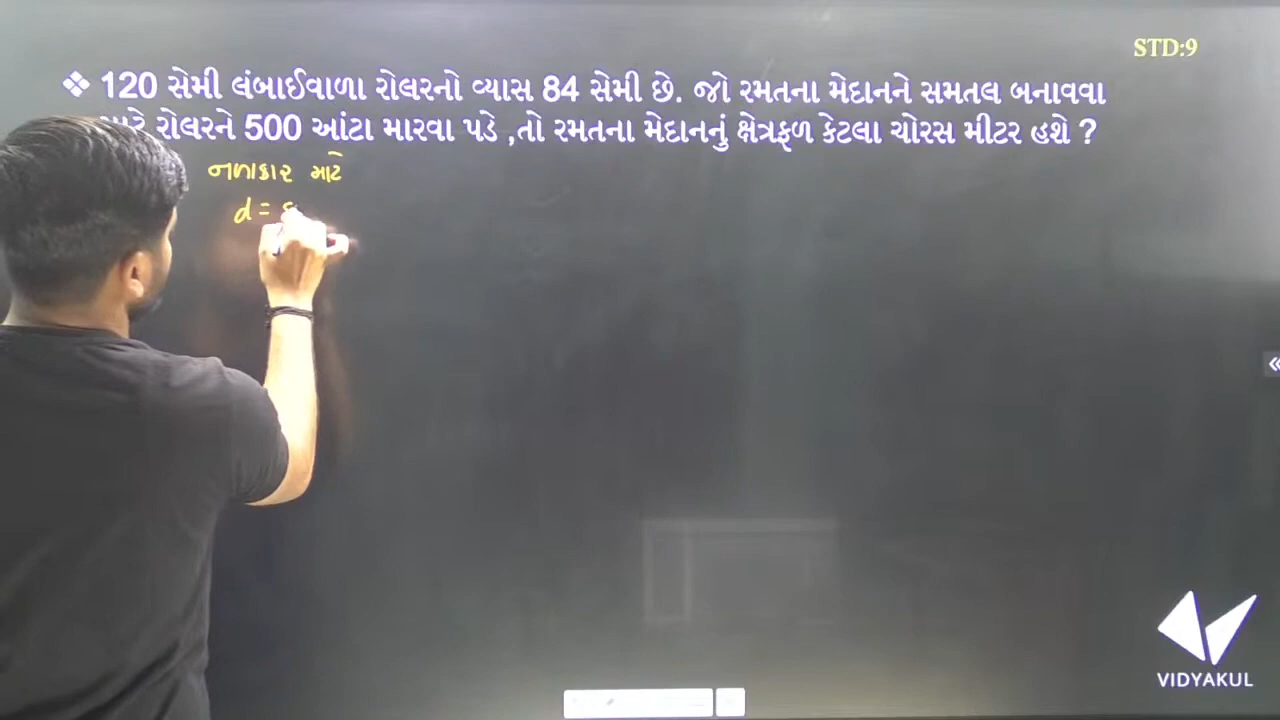 STD:9
❖ 120 સેમી લંબાઈવાળા રોલરનો વ્યાસ 84 સેમી છે. જો રમતના મેદાનને સમતલ બનાવવા
રોલરને 500 આંટા મારવા પડે ,તો રમતના મેદાનનું ક્ષેત્રફળ કેટલા ચોરસ મીટર હશે ?
નળાકાર માટે
d =
VIDYAKUL